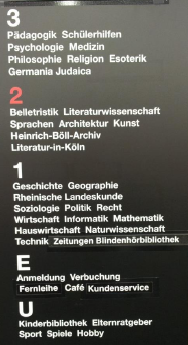 3
Pädagogik Schülerhilfen
Psychologie Medizin
Philosophie Religion Esoterik
Germania Judaica
2
Belletristik Literaturwissenschaft
Sprachen Architektur Kunst
Heinrich-Böll-Archiv
Literatur-in-Köln
1
Geschichte Geographie
Rheinische Landeskunde
Soziologie Politik Recht
Wirtschaft Informatik Mathematik
Hauswirtschaft Naturwissenschaft
Technik Zeitungen Blindenhörbibliothek
E
Anmeldung Verbuchung
Fernleihe Café Kundenservice
U
Kinderbibliothek Elternratgeber
Sport Spiele Hobby